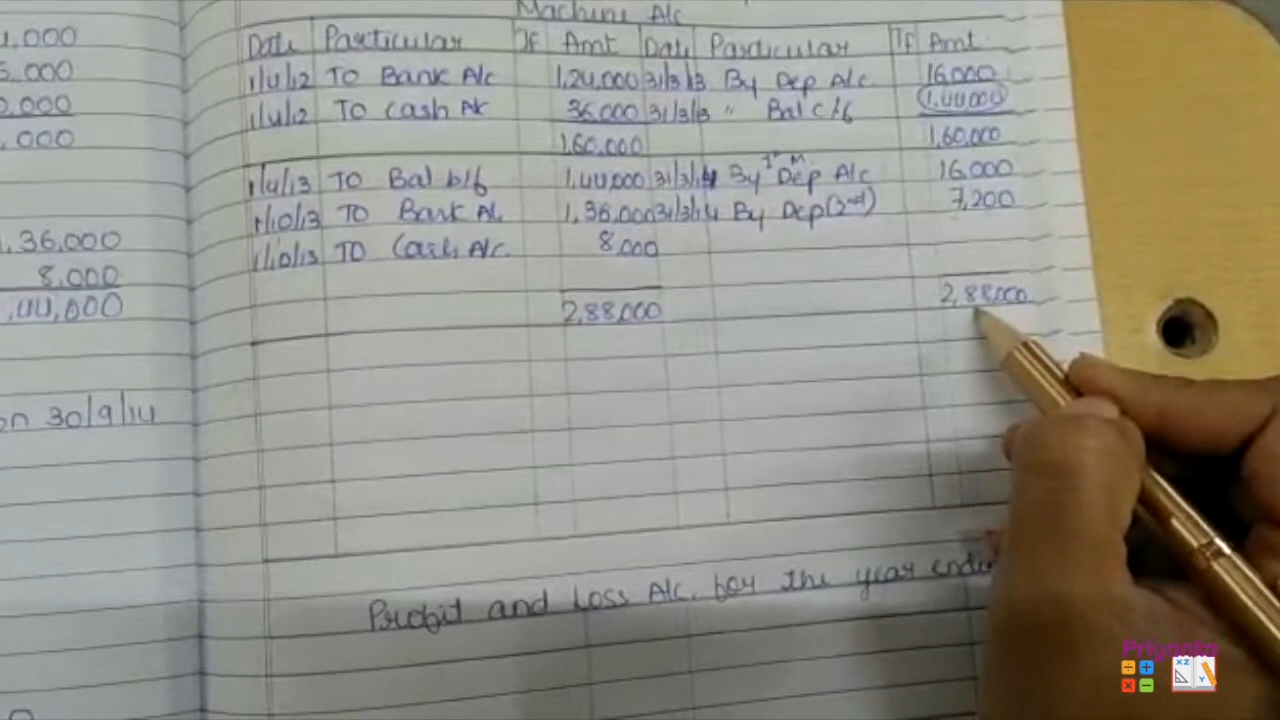 Machine A/c
Date Particular JF Amt Date Particular JF Amt
1/4/12 TO Bank A/c 1,24,000 31/3/13 By Dep A/c 16,000
1/4/12 TO Cash A/c 36,000 31/3/13 " Bal c/f 1,44,000
1,60,000 1,60,000
1/4/13 TO Bal b/f 1,44,000 31/3/14 By 1st M Dep A/c 16,000
1/10/13 TO Bank A/c 1,36,000 31/3/14 By Dep (2nd) 7,200
1/10/13 TO Cash A/c. 8,000
2,88,000 2,88,000
Profit and Loss A/c. for the year
,000
5,000
0,000
,000
,36,000
8,000
,44,000
on 30/9/14
Priyanka